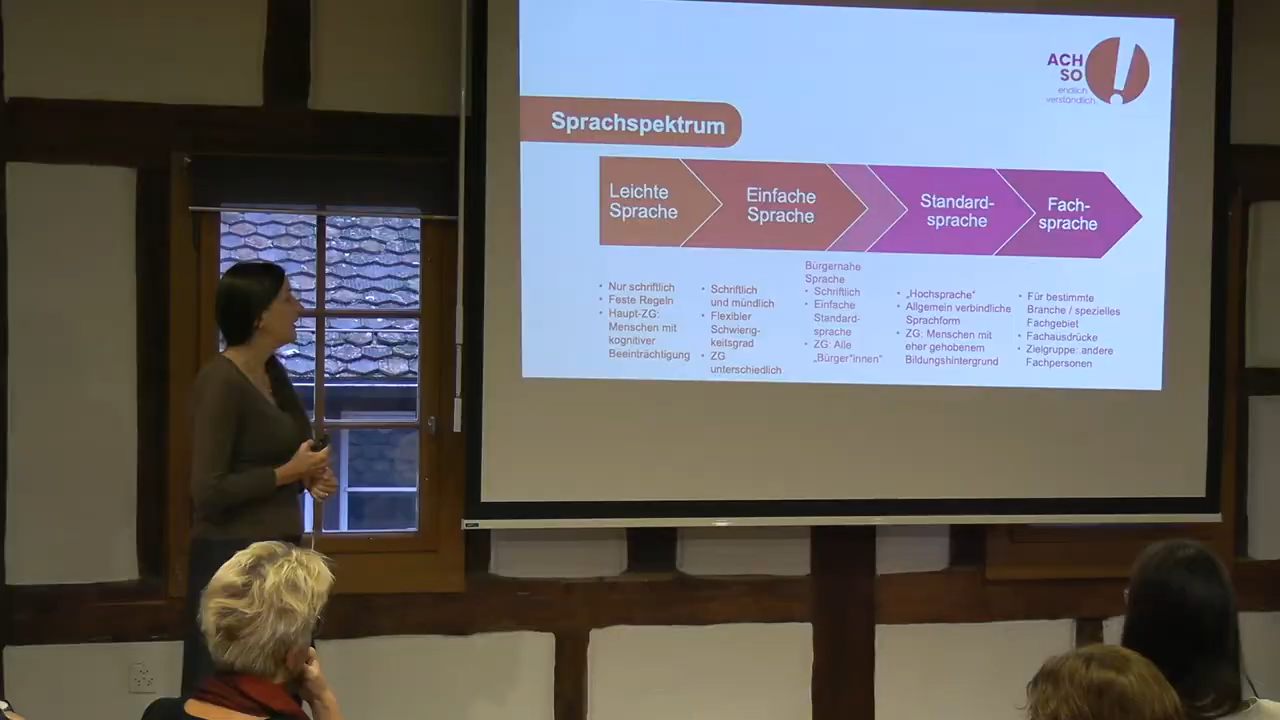 ACH
SO
endlich
verständlich
Sprachspektrum
Leichte
Sprache
Einfache
Sprache
Standard-
sprache
Fach-
sprache
• Nur schriftlich
• Feste Regeln
• Haupt-ZG:
Menschen mit
kognitiver
Beeinträchtigung
• Schriftlich
und mündlich
• Flexibler
Schwierig-
keitsgrad
• ZG
unterschiedlich
Bürgernahe
Sprache
• Schriftlich
• Einfache
Standard-
sprache
• ZG: Alle
„Bürger*innen"
• „Hochsprache"
• Allgemein verbindliche
Sprachform
• ZG: Menschen mit
eher gehobenem
Bildungshintergrund
• Für bestimmte
Branche / spezielles
Fachgebiet
• Fachausdrücke
• Zielgruppe: andere
Fachpersonen